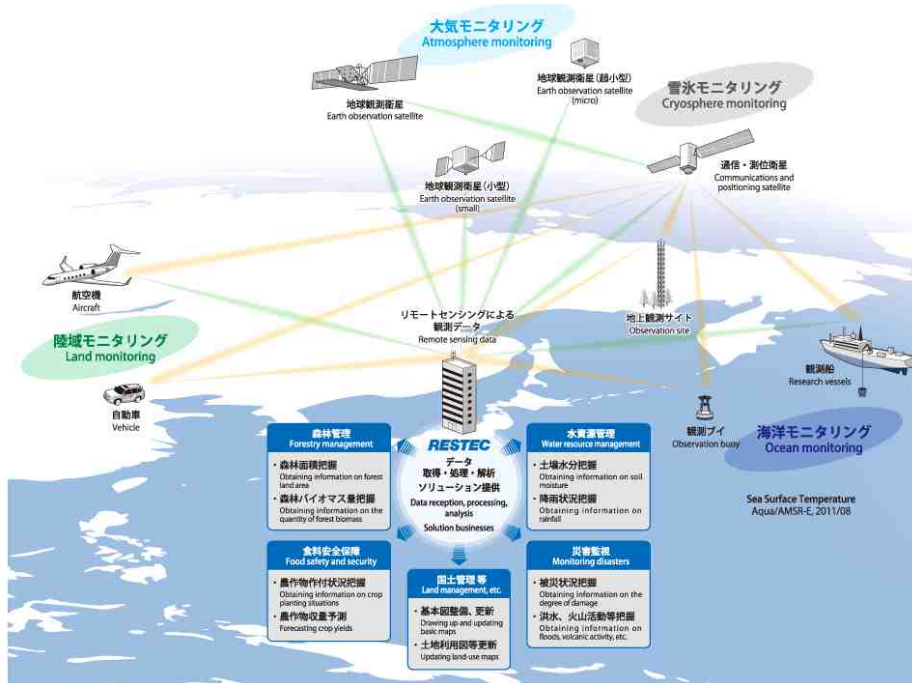 大気モニタリング
Atmosphere monitoring
地球観測衛星
Earth observation satellite
地球観測衛星(超小型)
Earth observation satellite
(micro)
雪氷モニタリング
Cryosphere monitoring
地球観測衛星(小型)
Earth observation satellite
(small)
通信・測位衛星
Communications and
positioning satellite
航空機
Aircraft
リモートセンシングによる
観測データ
Remote sensing data
地上観測サイト
Observation site
陸域モニタリング
Land monitoring
自動車
Vehicle
観測船
Research vessels
観測ブイ
Observation buoy
海洋モニタリング
Ocean monitoring
Sea Surface Temperature
Aqua/AMSR-E, 2011/08
RESTEC
データ
取得・処理・解析
ソリューション提供
Data reception, processing,
analysis
Solution businesses
森林管理
Forestry management
・森林面積把握
Obtaining information on forest
land area
・森林バイオマス量把握
Obtaining information on the
quantity of forest biomass
水資源管理
Water resource management
・土壌水分把握
Obtaining information on soil
moisture
・降雨状況把握
Obtaining information on
rainfall
食料安全保障
Food safety and security
・農作物作付状況把握
Obtaining information on crop
planting situations
・農作物収量予測
Forecasting crop yields
国土管理 等
Land management, etc.
・基本図整備、更新
Drawing up and updating
basic maps
・土地利用図等更新
Updating land-use maps
災害監視
Monitoring disasters
・被災状況把握
Obtaining information on the
degree of damage
・洪水、火山活動等把握
Obtaining information on
floods, volcanic activity, etc.